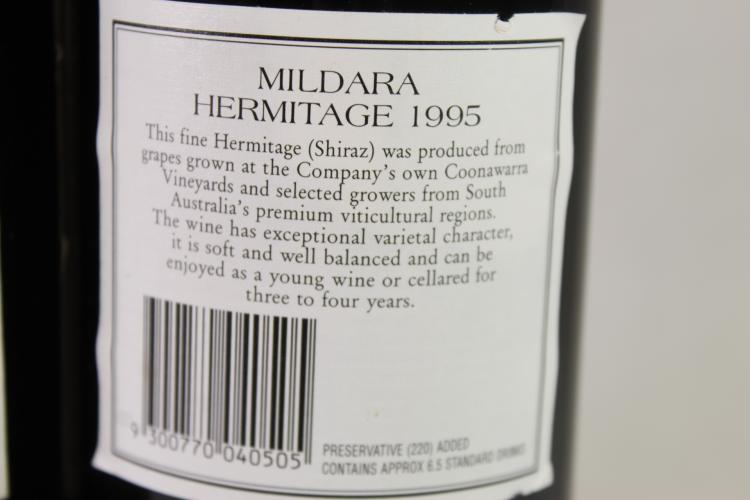 MILDARA
HERMITAGE 1995
This fine Hermitage (Shiraz) was produced from
grapes grown at the Company's own Coonawarra
Vineyards and selected growers from South
Australia's premium viticultural regions.
The wine has exceptional varietal character,
it is soft and well balanced and can be
enjoyed as a young wine or cellared for
three to four years.
9 300770 040505
PRESERVATIVE (220) ADDED
CONTAINS APPROX 6.5 STANDARD DRINKS